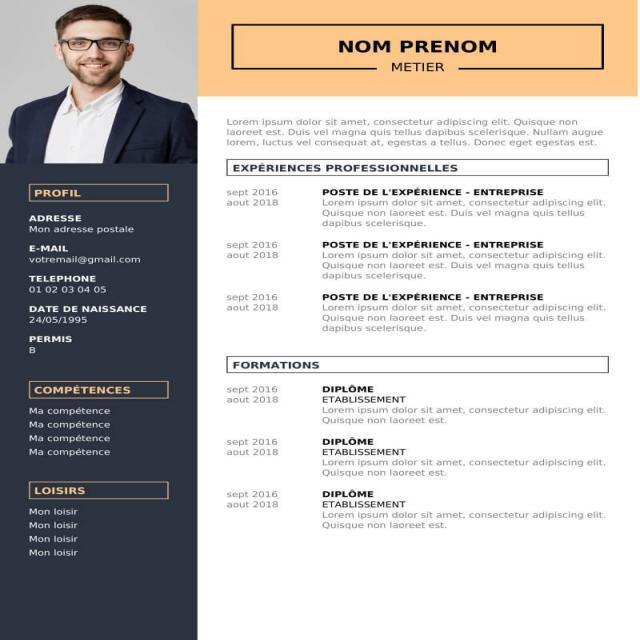 NOM PRENOM
METIER
Lorem ipsum dolor sit amet, consectetur adipiscing elit. Quisque non
laoreet est. Duis vel magna quis tellus dapibus scelerisque. Nullam augue
lorem, luctus vel consequat at, egestas a tellus. Donec eget egestas est.
PROFIL
ADRESSE
Mon adresse postale
E-MAIL
votremail@gmail.com
TELEPHONE
01 02 03 04 05
DATE DE NAISSANCE
24/05/1995
PERMIS
B
COMPÉTENCES
Ma compétence
Ma compétence
Ma compétence
Ma compétence
LOISIRS
Mon loisir
Mon loisir
Mon loisir
Mon loisir
EXPÉRIENCES PROFESSIONNELLES
sept 2016
aout 2018
POSTE DE L'EXPÉRIENCE - ENTREPRISE
Lorem ipsum dolor sit amet, consectetur adipiscing elit.
Quisque non laoreet est. Duis vel magna quis tellus
dapibus scelerisque.
sept 2016
aout 2018
POSTE DE L'EXPÉRIENCE - ENTREPRISE
Lorem ipsum dolor sit amet, consectetur adipiscing elit.
Quisque non laoreet est. Duis vel magna quis tellus
dapibus scelerisque.
sept 2016
aout 2018
POSTE DE L'EXPÉRIENCE - ENTREPRISE
Lorem ipsum dolor sit amet, consectetur adipiscing elit.
Quisque non laoreet est. Duis vel magna quis tellus
dapibus scelerisque.
FORMATIONS
sept 2016
aout 2018
DIPLÔME
ETABLISSEMENT
Lorem ipsum dolor sit amet, consectetur adipiscing elit.
Quisque non laoreet est.
sept 2016
aout 2018
DIPLÔME
ETABLISSEMENT
Lorem ipsum dolor sit amet, consectetur adipiscing elit.
Quisque non laoreet est.
sept 2016
aout 2018
DIPLÔME
ETABLISSEMENT
Lorem ipsum dolor sit amet, consectetur adipiscing elit.
Quisque non laoreet est.